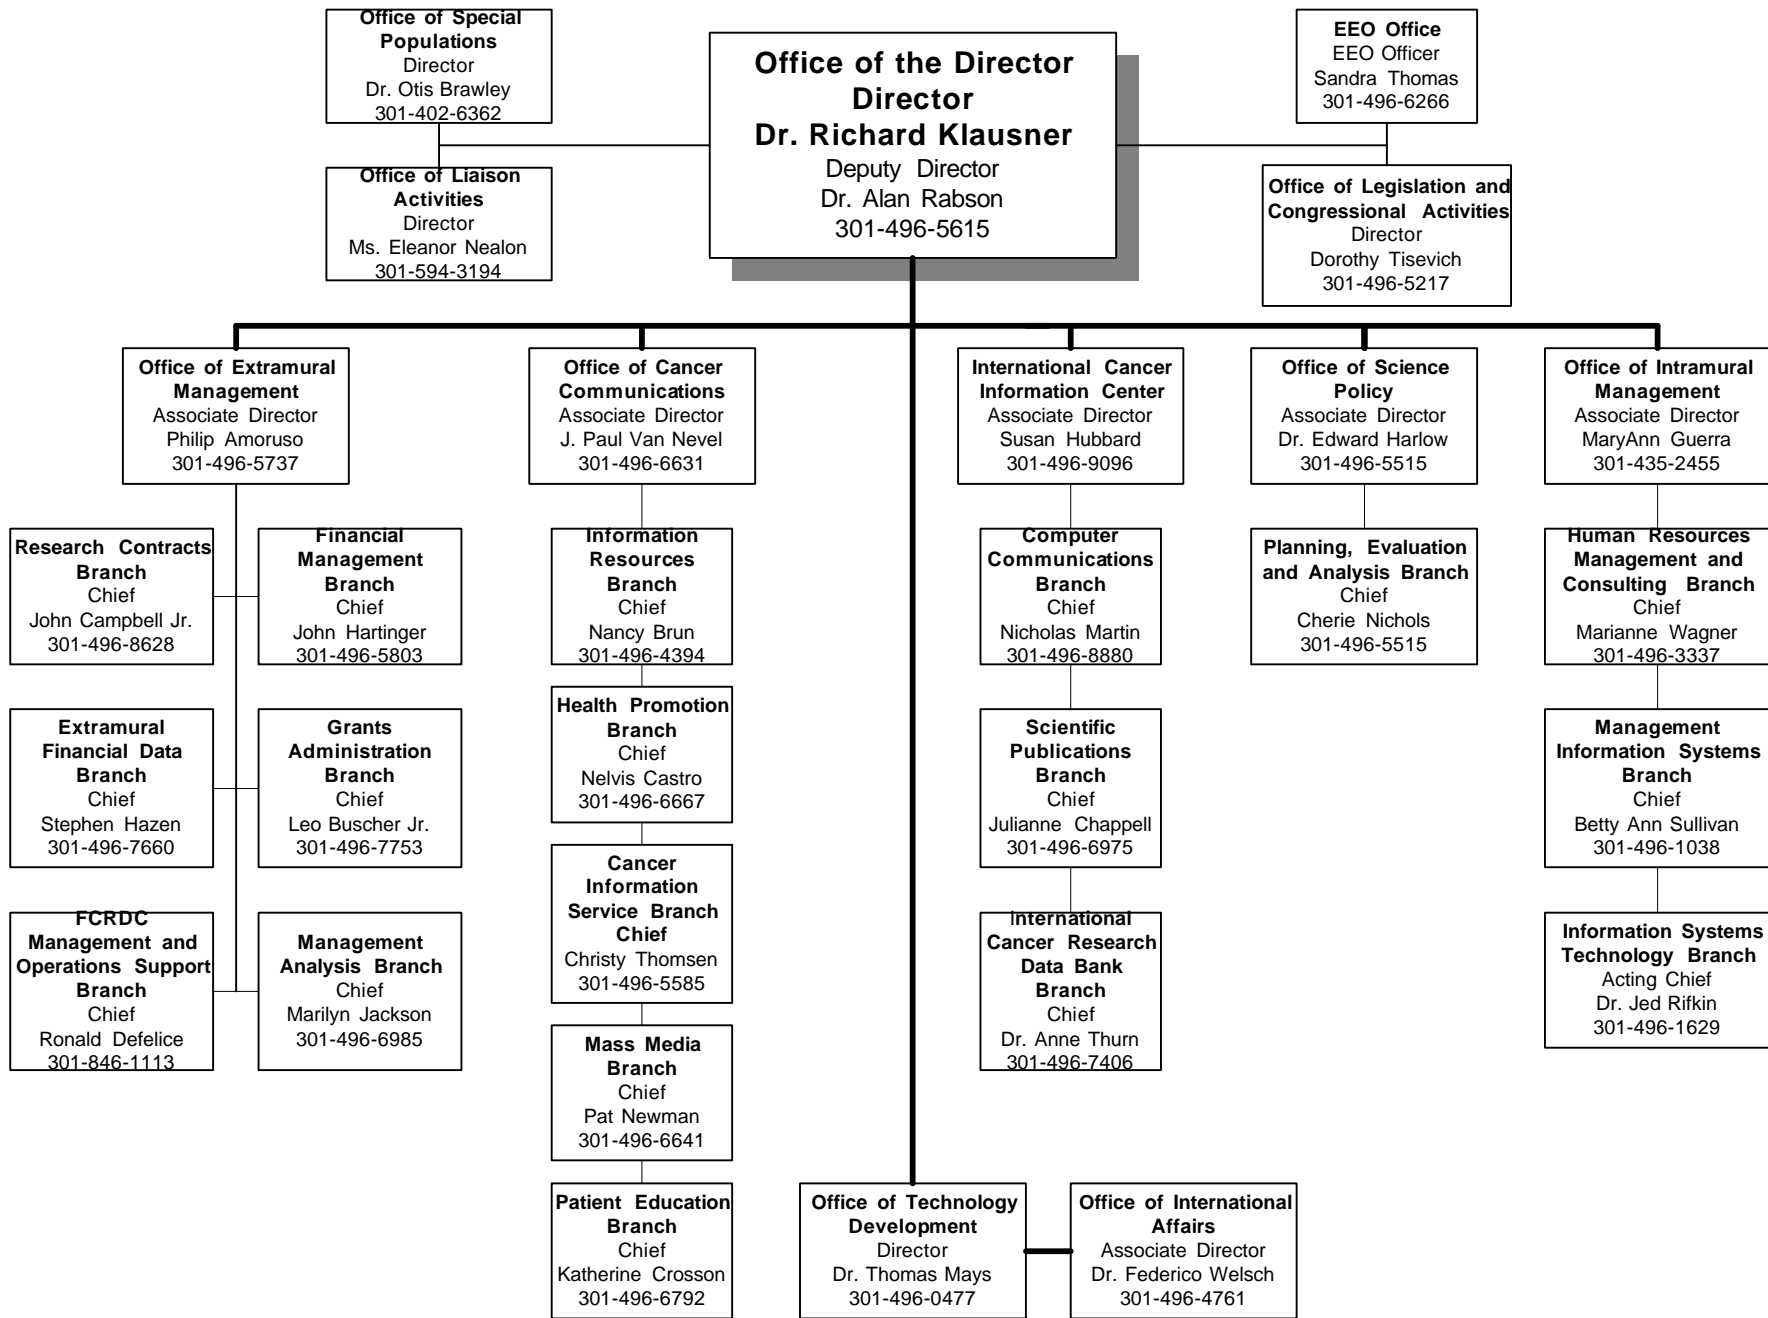 Office of Special
Populations
Director
Dr. Otis Brawley
301-402-6362
Office of the Director
Director
Dr. Richard Klausner
Deputy Director
Dr. Alan Rabson
301-496-5615
EEO Office
EEO Officer
Sandra Thomas
301-496-6266
Office of Liaison
Activities
Director
Ms. Eleanor Nealon
301-594-3194
Office of Legislation and
Congressional Activities
Director
Dorothy Tisevich
301-496-5217
Office of Extramural
Management
Associate Director
Philip Amoruso
301-496-5737
Office of Cancer
Communications
Associate Director
J. Paul Van Nevel
301-496-6631
International Cancer
Information Center
Associate Director
Susan Hubbard
301-496-9096
Office of Science
Policy
Associate Director
Dr. Edward Harlow
301-496-5515
Office of Intramural
Management
Associate Director
MaryAnn Guerra
301-435-2455
Research Contracts
Branch
Chief
John Campbell Jr.
301-496-8628
Financial
Management
Branch
Chief
John Hartinger
301-496-5803
Information
Resources
Branch
Chief
Nancy Brun
301-496-4394
Computer
Communications
Branch
Chief
Nicholas Martin
301-496-8880
Planning, Evaluation
and Analysis Branch
Chief
Cherie Nichols
301-496-5515
Human Resources
Management and
Consulting Branch
Chief
Marianne Wagner
301-496-3337
Extramural
Financial Data
Branch
Chief
Stephen Hazen
301-496-7660
Grants
Administration
Branch
Chief
Leo Buscher Jr.
301-496-7753
Health Promotion
Branch
Chief
Nelvis Castro
301-496-6667
Scientific
Publications
Branch
Chief
Julianne Chappell
301-496-6975
Management
Information Systems
Branch
Chief
Betty Ann Sullivan
301-496-1038
Cancer
Information
Service Branch
Chief
Christy Thomsen
301-496-5585
FCRDC
Management and
Operations Support
Branch
Chief
Ronald Defelice
301-846-1113
Management
Analysis Branch
Chief
Marilyn Jackson
301-496-6985
International
Cancer Research
Data Bank
Branch
Chief
Dr. Anne Thurn
301-496-7406
Information Systems
Technology Branch
Acting Chief
Dr. Jed Rifkin
301-496-1629
Mass Media
Branch
Chief
Pat Newman
301-496-6641
Patient Education
Branch
Chief
Katherine Crosson
301-496-6792
Office of Technology
Development
Director
Dr. Thomas Mays
301-496-0477
Office of International
Affairs
Associate Director
Dr. Federico Welsch
301-496-4761